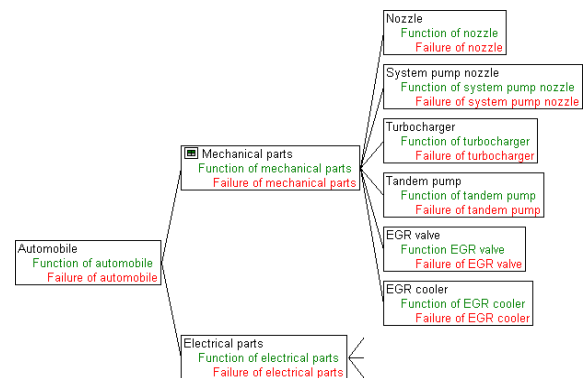 Nozzle
Function of nozzle
Failure of nozzle
System pump nozzle
Function of system pump nozzle
Failure of system pump nozzle
Turbocharger
Function of turbocharger
Failure of turbocharger
Mechanical parts
Function of mechanical parts
Failure of mechanical parts
Tandem pump
Function of tandem pump
Failure of tandem pump
EGR valve
Function EGR valve
Failure of EGR valve
Automobile
Function of automobile
Failure of automobile
EGR cooler
Function of EGR cooler
Failure of EGR cooler
Electrical parts
Function of electrical parts
Failure of electrical parts